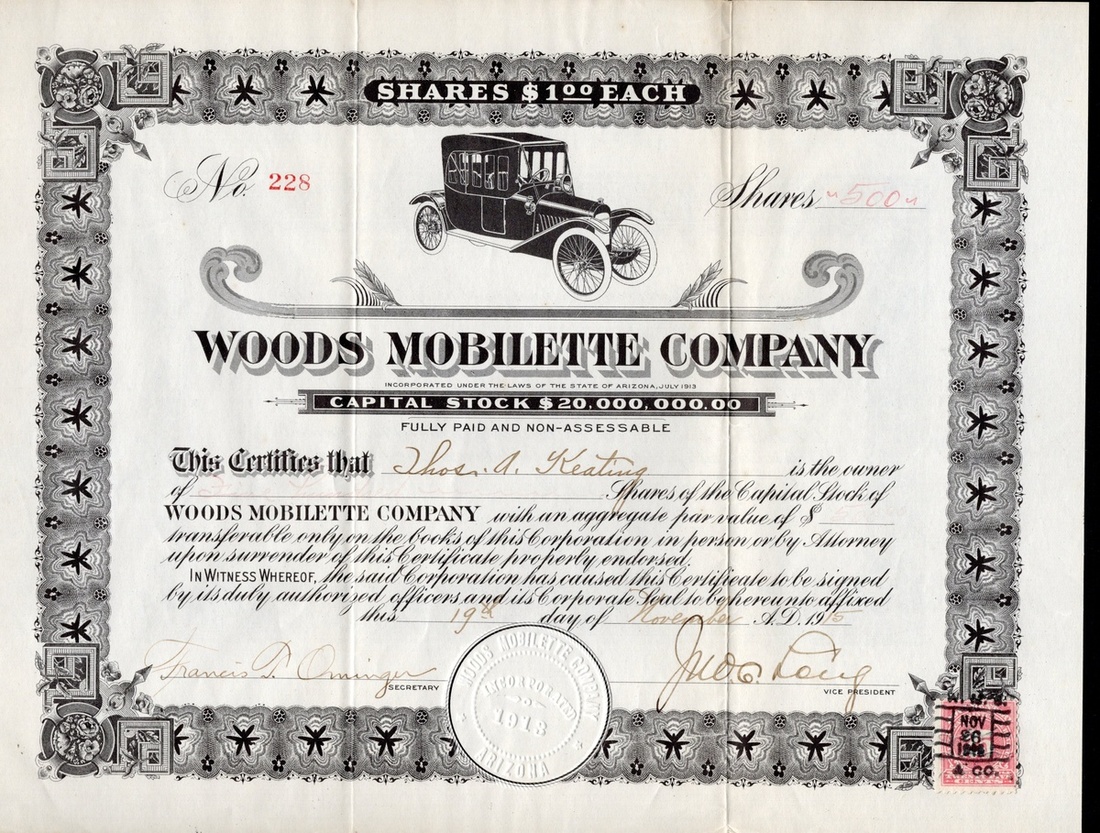 SHARES $1 00 EACH
No. 228
Shares "500"
WOODS MOBILETTE COMPANY
INCORPORATED UNDER THE LAWS OF THE STATE OF ARIZONA, JULY 1913
CAPITAL STOCK $20,000,000.00
FULLY PAID AND NON-ASSESSABLE
This Certifies that Thos. A. Keating is the owner
of Five Hundred Shares of the Capital Stock of
WOODS MOBILETTE COMPANY with an aggregate par value of $
transferable only on the books of this Corporation in person or by Attorney
upon surrender of this Certificate properly endorsed.
IN WITNESS WHEREOF, the said Corporation has caused this Certificate to be signed
by its duly authorized officers and its Corporate Seal to be hereunto affixed
this 19th day of November A.D. 1915
Francis D.
SECRETARY
VICE PRESIDENT
WOODS MOBILETTE COMPANY
INCORPORATED
1913
ARIZONA
NOV
26
& CO.
CENTS